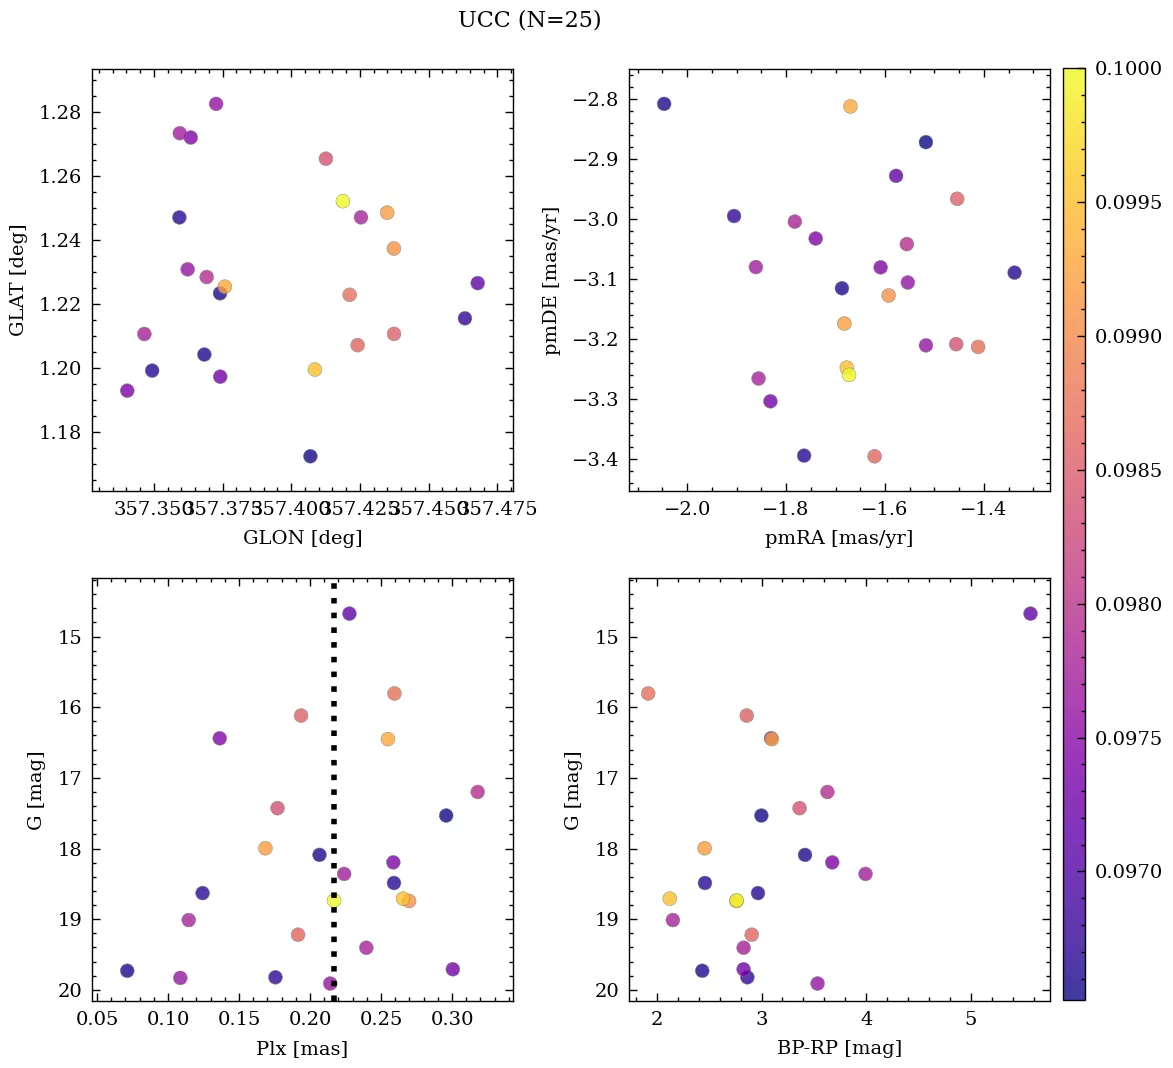 UCC (N=25)
1.28
1.26
1.24
1.22
1.20
1.18
GLAT [deg]
357.350 357.375 357.400 357.425 357.450 357.475
GLON [deg]
−2.8
−2.9
−3.0
−3.1
−3.2
−3.3
−3.4
pmDE [mas/yr]
−2.0 −1.8 −1.6 −1.4
pmRA [mas/yr]
15
16
17
18
19
20
G [mag]
0.05 0.10 0.15 0.20 0.25 0.30
Plx [mas]
15
16
17
18
19
20
G [mag]
2 3 4 5
BP-RP [mag]
0.1000
0.0995
0.0990
0.0985
0.0980
0.0975
0.0970